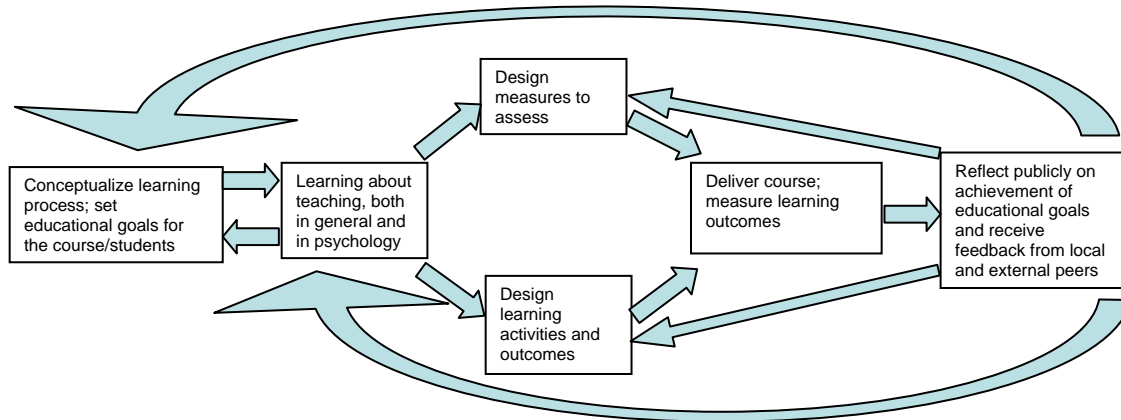 Conceptualize learning
process; set
educational goals for
the course/students
Learning about
teaching, both
in general and
in psychology
Design
measures to
assess
Design
learning
activities and
outcomes
Deliver course;
measure learning
outcomes
Reflect publicly on
achievement of
educational goals
and receive
feedback from local
and external peers